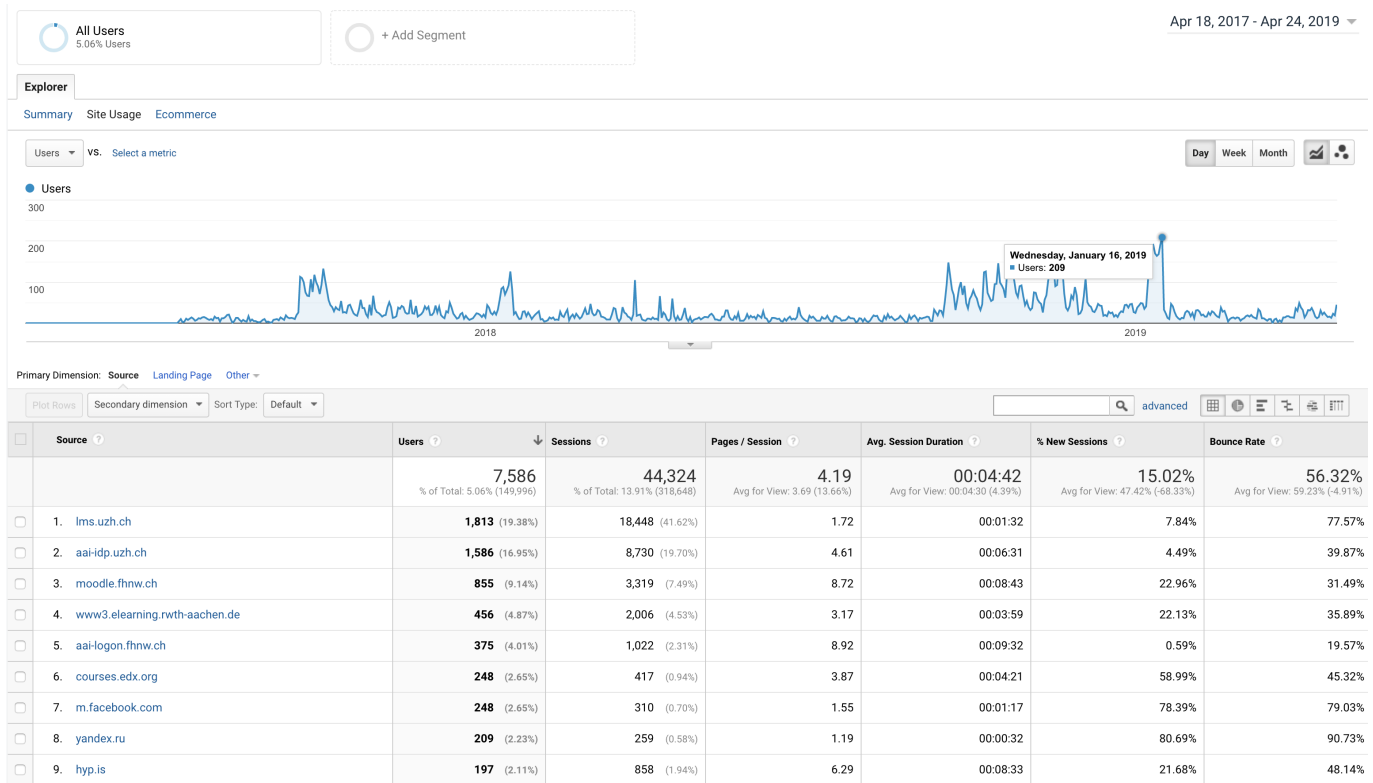 All Users
5.06% Users
+ Add Segment
Apr 18, 2017 - Apr 24, 2019
Explorer
Summary Site Usage Ecommerce
Users VS. Select a metric
Day Week Month
Users
300
200
100
Wednesday, January 16, 2019
Users: 209
2018 2019
Primary Dimension: Source Landing Page Other
Plot Rows Secondary dimension Sort Type: Default advanced
Source ? Users ? Sessions ? Pages / Session ? Avg. Session Duration ? % New Sessions ? Bounce Rate ?
7,586 44,324 4.19 00:04:42 15.02% 56.32%
% of Total: 5.06% (149,996) % of Total: 13.91% (318,648) Avg for View: 3.69 (13.66%) Avg for View: 00:04:30 (4.39%) Avg for View: 47.42% (-68.33%) Avg for View: 59.23% (-4.91%)
1. lms.uzh.ch 1,813 (19.38%) 18,448 (41.62%) 1.72 00:01:32 7.84% 77.57%
2. aai-idp.uzh.ch 1,586 (16.95%) 8,730 (19.70%) 4.61 00:06:31 4.49% 39.87%
3. moodle.fhnw.ch 855 (9.14%) 3,319 (7.49%) 8.72 00:08:43 22.96% 31.49%
4. www3.elearning.rwth-aachen.de 456 (4.87%) 2,006 (4.53%) 3.17 00:03:59 22.13% 35.89%
5. aai-logon.fhnw.ch 375 (4.01%) 1,022 (2.31%) 8.92 00:09:32 0.59% 19.57%
6. courses.edx.org 248 (2.65%) 417 (0.94%) 3.87 00:04:21 58.99% 45.32%
7. m.facebook.com 248 (2.65%) 310 (0.70%) 1.55 00:01:17 78.39% 79.03%
8. yandex.ru 209 (2.23%) 259 (0.58%) 1.19 00:00:32 80.69% 90.73%
9. hyp.is 197 (2.11%) 858 (1.94%) 6.29 00:08:33 21.68% 48.14%